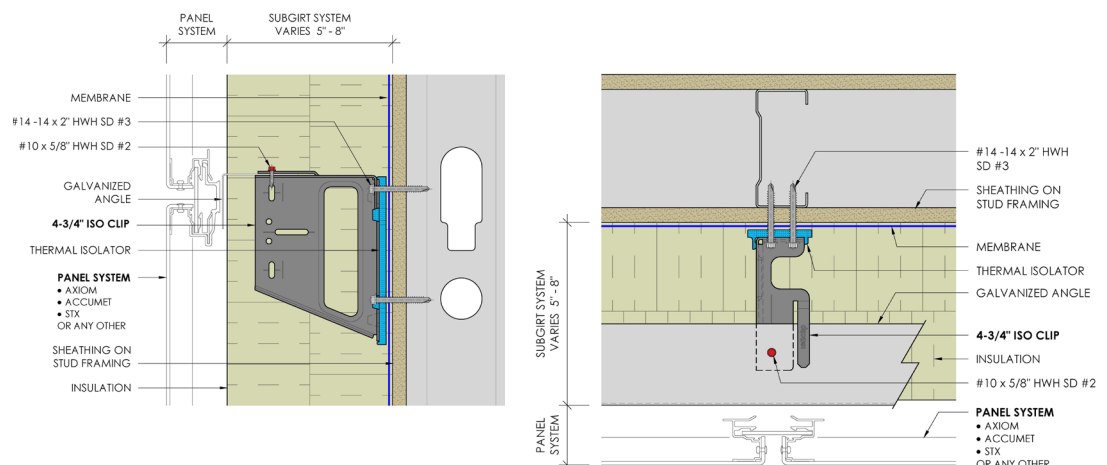 PANEL
SYSTEM
SUBGIRT SYSTEM
VARIES 5" - 8"
MEMBRANE
#14 -14 x 2" HWH SD #3
#10 x 5/8" HWH SD #2
GALVANIZED
ANGLE
4-3/4" ISO CLIP
THERMAL ISOLATOR
PANEL SYSTEM
• AXIOM
• ACCUMET
• STX
OR ANY OTHER
SHEATHING ON
STUD FRAMING
INSULATION
SUBGIRT SYSTEM
VARIES 5" - 8"
PANEL
SYSTEM
#14 -14 x 2" HWH
SD #3
SHEATHING ON
STUD FRAMING
MEMBRANE
THERMAL ISOLATOR
GALVANIZED ANGLE
4-3/4" ISO CLIP
INSULATION
#10 x 5/8" HWH SD #2
PANEL SYSTEM
• AXIOM
• ACCUMET
• STX
OR ANY OTHER